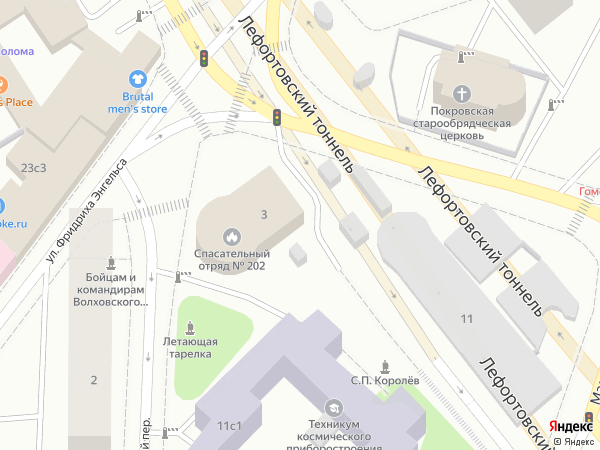 олома
s Place
Brutal
men's store
Лефортовский тоннель
Покровская
старообрядческая
церковь
23с3
ул. Фридриха Энгельса
oke.ru
3
Спасательный
отряд № 202
Лефортовский тоннель
Гоме
Бойцам и
командирам
Волховского...
Летающая
тарелка
11
2
С.П. Королёв
Лефортовский
11с1
Техникум
космического
приборостроения
й пер.
Ма
Яндекс
© Яндекс